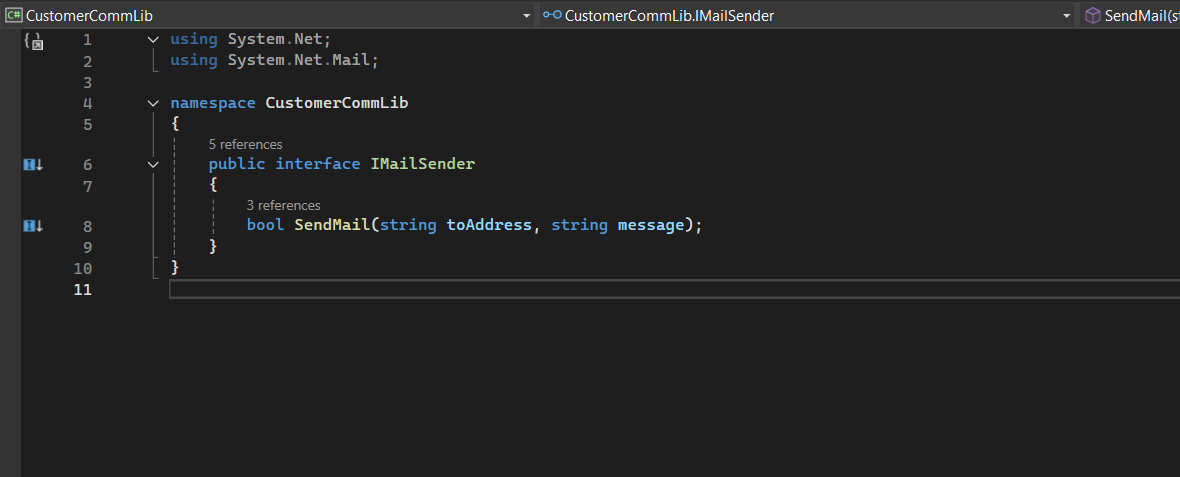 C# CustomerCommLib CustomerCommLib.IMailSender SendMail(st
1 using System.Net;
2 using System.Net.Mail;
3
4 namespace CustomerCommLib
5 {
5 references
6 public interface IMailSender
7 {
3 references
8 bool SendMail(string toAddress, string message);
9 }
10 }
11